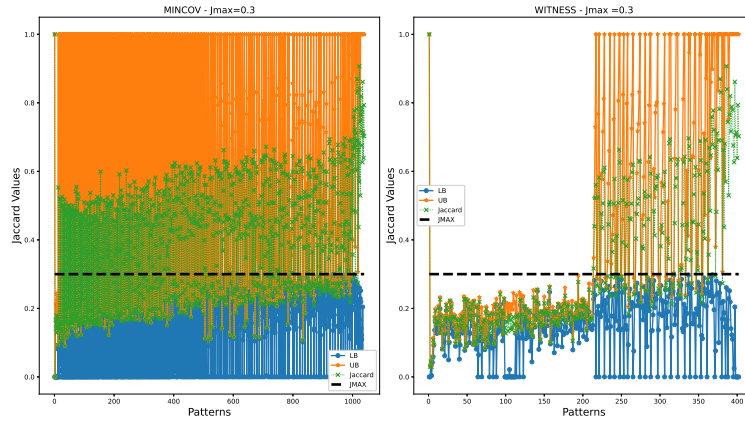 MINCOV - Jmax=0.3
Jaccard Values
1.0
0.8
0.6
0.4
0.2
0.0
LB
UB
Jaccard
JMAX
0 200 400 600 800 1000
Patterns
WITNESS - Jmax =0.3
Jaccard Values
1.0
0.8
0.6
0.4
0.2
0.0
LB
UB
Jaccard
JMAX
0 50 100 150 200 250 300 350 400
Patterns